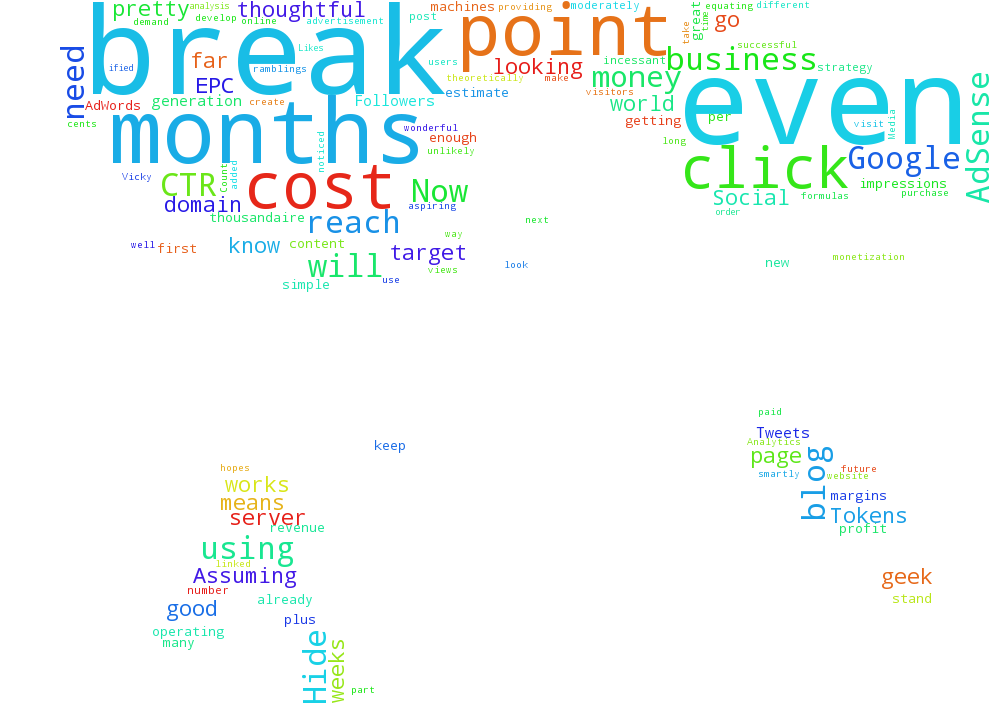 pretty
analysis
thoughtful
machines
providing
moderately
great
time
equating
different
demand
develop
online
advertisement
post
point
take
go
need
break
Likes
users
looking
incessant
business
successful
ified
far
ramblings
theoretically
make
money
strategy
EPC
estimate
visitors
even
AdSense
AdWords
generation
create
Followers
world
cents
months
wonderful
enough
getting
per
visit
Media
noticed
unlikely
long
click
Google
Vicky
CTR
Count
added
cost
Now
impressions
domain
aspiring
Social
formulas
purchase
thousandaire
reach
next
order
well
first
know
content
way
target
will
views
look
new
monetization
simple
use
paid
keep
Tweets
Analytics
page
blog
hopes
smartly
future
website
works
means
margins
server
Tokens
revenue
profit
using
linked
Assuming
geek
number
already
stand
good
plus
operating
many
Hide
weeks
part